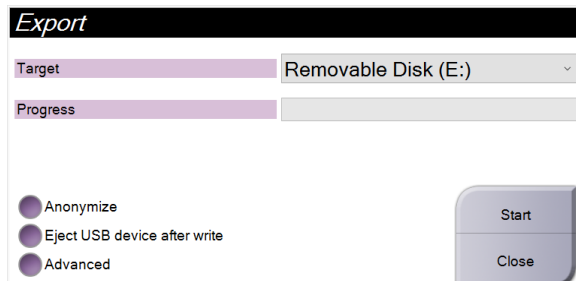 Export
Target
Removable Disk (E:)
Progress
Anonymize
Eject USB device after write
Advanced
Start
Close